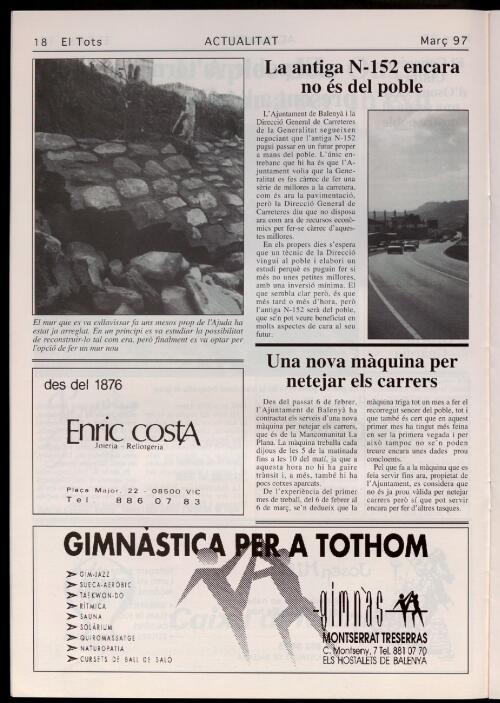 18 El Tots
ACTUALITAT
Març 97
El mur que es va esllavissar fa uns mesos prop de l'Ajuda ha
estat ja arreglat. En un principi es va estudiar la possibilitat
de reconstruir-lo tal com era, però finalment es va optar per
l'opció de fer un mur nou
La antiga N-152 encara
no és del poble
L'Ajuntament de Balenyà i la
Direcció General de Carreteres
de la Generalitat segueixen
negociant que l'antiga N-152
pugui passar en un futur proper
a mans del poble. L'únic en-
trebanc que hi ha és que l'A-
juntament volia que la Gene-
ralitat es fes càrrec de fer una
sèrie de millores a la carretera,
com és ara la pavimentació,
però la Direcció General de
Carreteres diu que no disposa
ara com ara de recursos econò-
mics per fer-se càrrec d'aques-
tes millores.
En els propers dies s'espera
que un tècnic de la Direcció
vingui al poble i elabori un
estudi perquè es puguin fer si
més no unes petites millores,
amb una inversió mínima. El
que sembla clar però, és que
més tard o més d'hora, però
l'antiga N-152 serà del poble,
que se'n pot veure beneficiat en
molts aspectes de cara al seu
futur.
Una nova màquina per
netejar els carrers
Des del passat 6 de febrer,
l'Ajuntament de Balenyà ha
contractat els serveis d'una nova
màquina per netejar els carrers,
que és de la Mancomunitat La
Plana. La màquina treballa cada
dijous de les 5 de la matinada
fins a les 10 del matí, ja que a
aquesta hora no hi ha gaire
trànsit i, a més, també hi ha
pocs cotxes aparcats.
De l'experiència del primer
mes de treball, del 6 de febrer al
6 de març, se'n dedueix que la
màquina triga tot un mes a fer el
recorregut sencer del poble, tot i
que també és cert que en aquest
primer mes ha tingut més feina
en ser la primera vegada i per
això tampoc no se'n poden
treure encara unes dades prou
concloents.
Pel que fa a la màquina que es
feia servir fins ara, propietat de
l'Ajuntament, es considera que
no és ja prou vàlida per netejar
carrers però sí que pot servir
encara per fer d'altres tasques.
des del 1876
Enric costA
Joieria - Rellotgeria
Plaça Major, 22 - 08500 VIC
Tel. 886 07 83
GIMNÀSTICA PER A TOTHOM
GIM-JAZZ
SUECA-AERÒBIC
TAEKWON-DO
RÍTMICA
SAUNA
SOLÀRIUM
QUIROMASSATGE
NATUROPATIA
CURSETS DE BALL DE SALÓ
gimnàs
MONTSERRAT TRESERRAS
C. Montseny, 7 Tel. 881 07 70
ELS HOSTALETS DE BALENYÀ